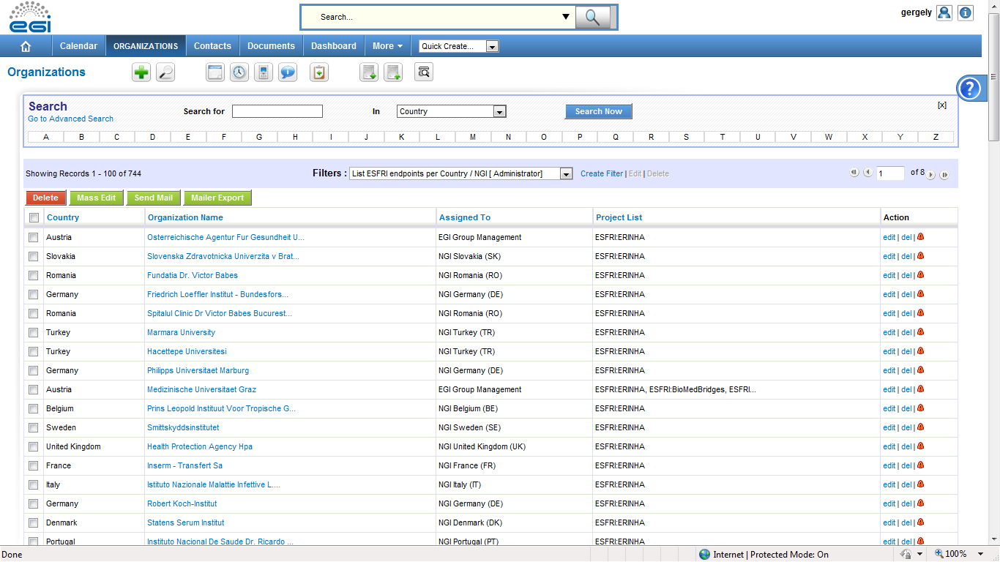 egi
Search...
gergely
Calendar ORGANIZATIONS Contacts Documents Dashboard More Quick Create...
Organizations
Search
Go to Advanced Search
Search for In Country Search Now [x]
A B C D E F G H I J K L M N O P Q R S T U V W X Y Z
Showing Records 1 - 100 of 744 Filters : List ESFRI endpoints per Country / NGI [ Administrator] Create Filter | Edit | Delete 1 of 8
Delete Mass Edit Send Mail Mailer Export
Country Organization Name Assigned To Project List Action
Austria Osterreichische Agentur Fur Gesundheit U... EGI Group Management ESFRI:ERINHA edit | del |
Slovakia Slovenska Zdravotnicka Univerzita v Brat... NGI Slovakia (SK) ESFRI:ERINHA edit | del |
Romania Fundatia Dr. Victor Babes NGI Romania (RO) ESFRI:ERINHA edit | del |
Germany Friedrich Loeffler Institut - Bundesfors... NGI Germany (DE) ESFRI:ERINHA edit | del |
Romania Spitalul Clinic Dr Victor Babes Bucurest... NGI Romania (RO) ESFRI:ERINHA edit | del |
Turkey Marmara University NGI Turkey (TR) ESFRI:ERINHA edit | del |
Turkey Hacettepe Universitesi NGI Turkey (TR) ESFRI:ERINHA edit | del |
Germany Philipps Universitaet Marburg NGI Germany (DE) ESFRI:ERINHA edit | del |
Austria Medizinische Universitaet Graz EGI Group Management ESFRI:ERINHA, ESFRI:BioMedBridges, ESFRI... edit | del |
Belgium Prins Leopold Instituut Voor Tropische G... NGI Belgium (BE) ESFRI:ERINHA edit | del |
Sweden Smittskyddsinstitutet NGI Sweden (SE) ESFRI:ERINHA edit | del |
United Kingdom Health Protection Agency Hpa NGI United Kingdom (UK) ESFRI:ERINHA edit | del |
France Inserm - Transfert Sa NGI France (FR) ESFRI:ERINHA edit | del |
Italy Istituto Nazionale Malattie Infettive L.... NGI Italy (IT) ESFRI:ERINHA edit | del |
Germany Robert Koch-Institut NGI Germany (DE) ESFRI:ERINHA edit | del |
Denmark Statens Serum Institut NGI Denmark (DK) ESFRI:ERINHA edit | del |
Portugal Instituto Nacional De Saude Dr. Ricardo ... NGI Portugal (PT) ESFRI:ERINHA edit | del |
Done Internet | Protected Mode: On 100%